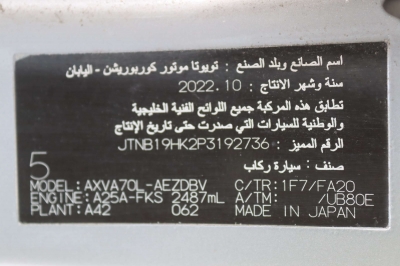 اسم الصانع وبلد الصنع : تويوتا موتور كوربوريشن - اليابان
سنة وشهر الانتاج : 2022.10
تطابق هذه المركبة جميع اللوائح الفنية الخليجية
والوطنية للسيارات التي صدرت حتى تاريخ الإنتاج
الرقم المميز : JTNB19HK2P3192736
صنف : سيارة ركاب
5
MODEL: AXVA70L-AEZDBV C/TR: 1F7/FA20
ENGINE: A25A-FKS 2487mL A/TM: /UB80E
PLANT: A42 062 MADE IN JAPAN